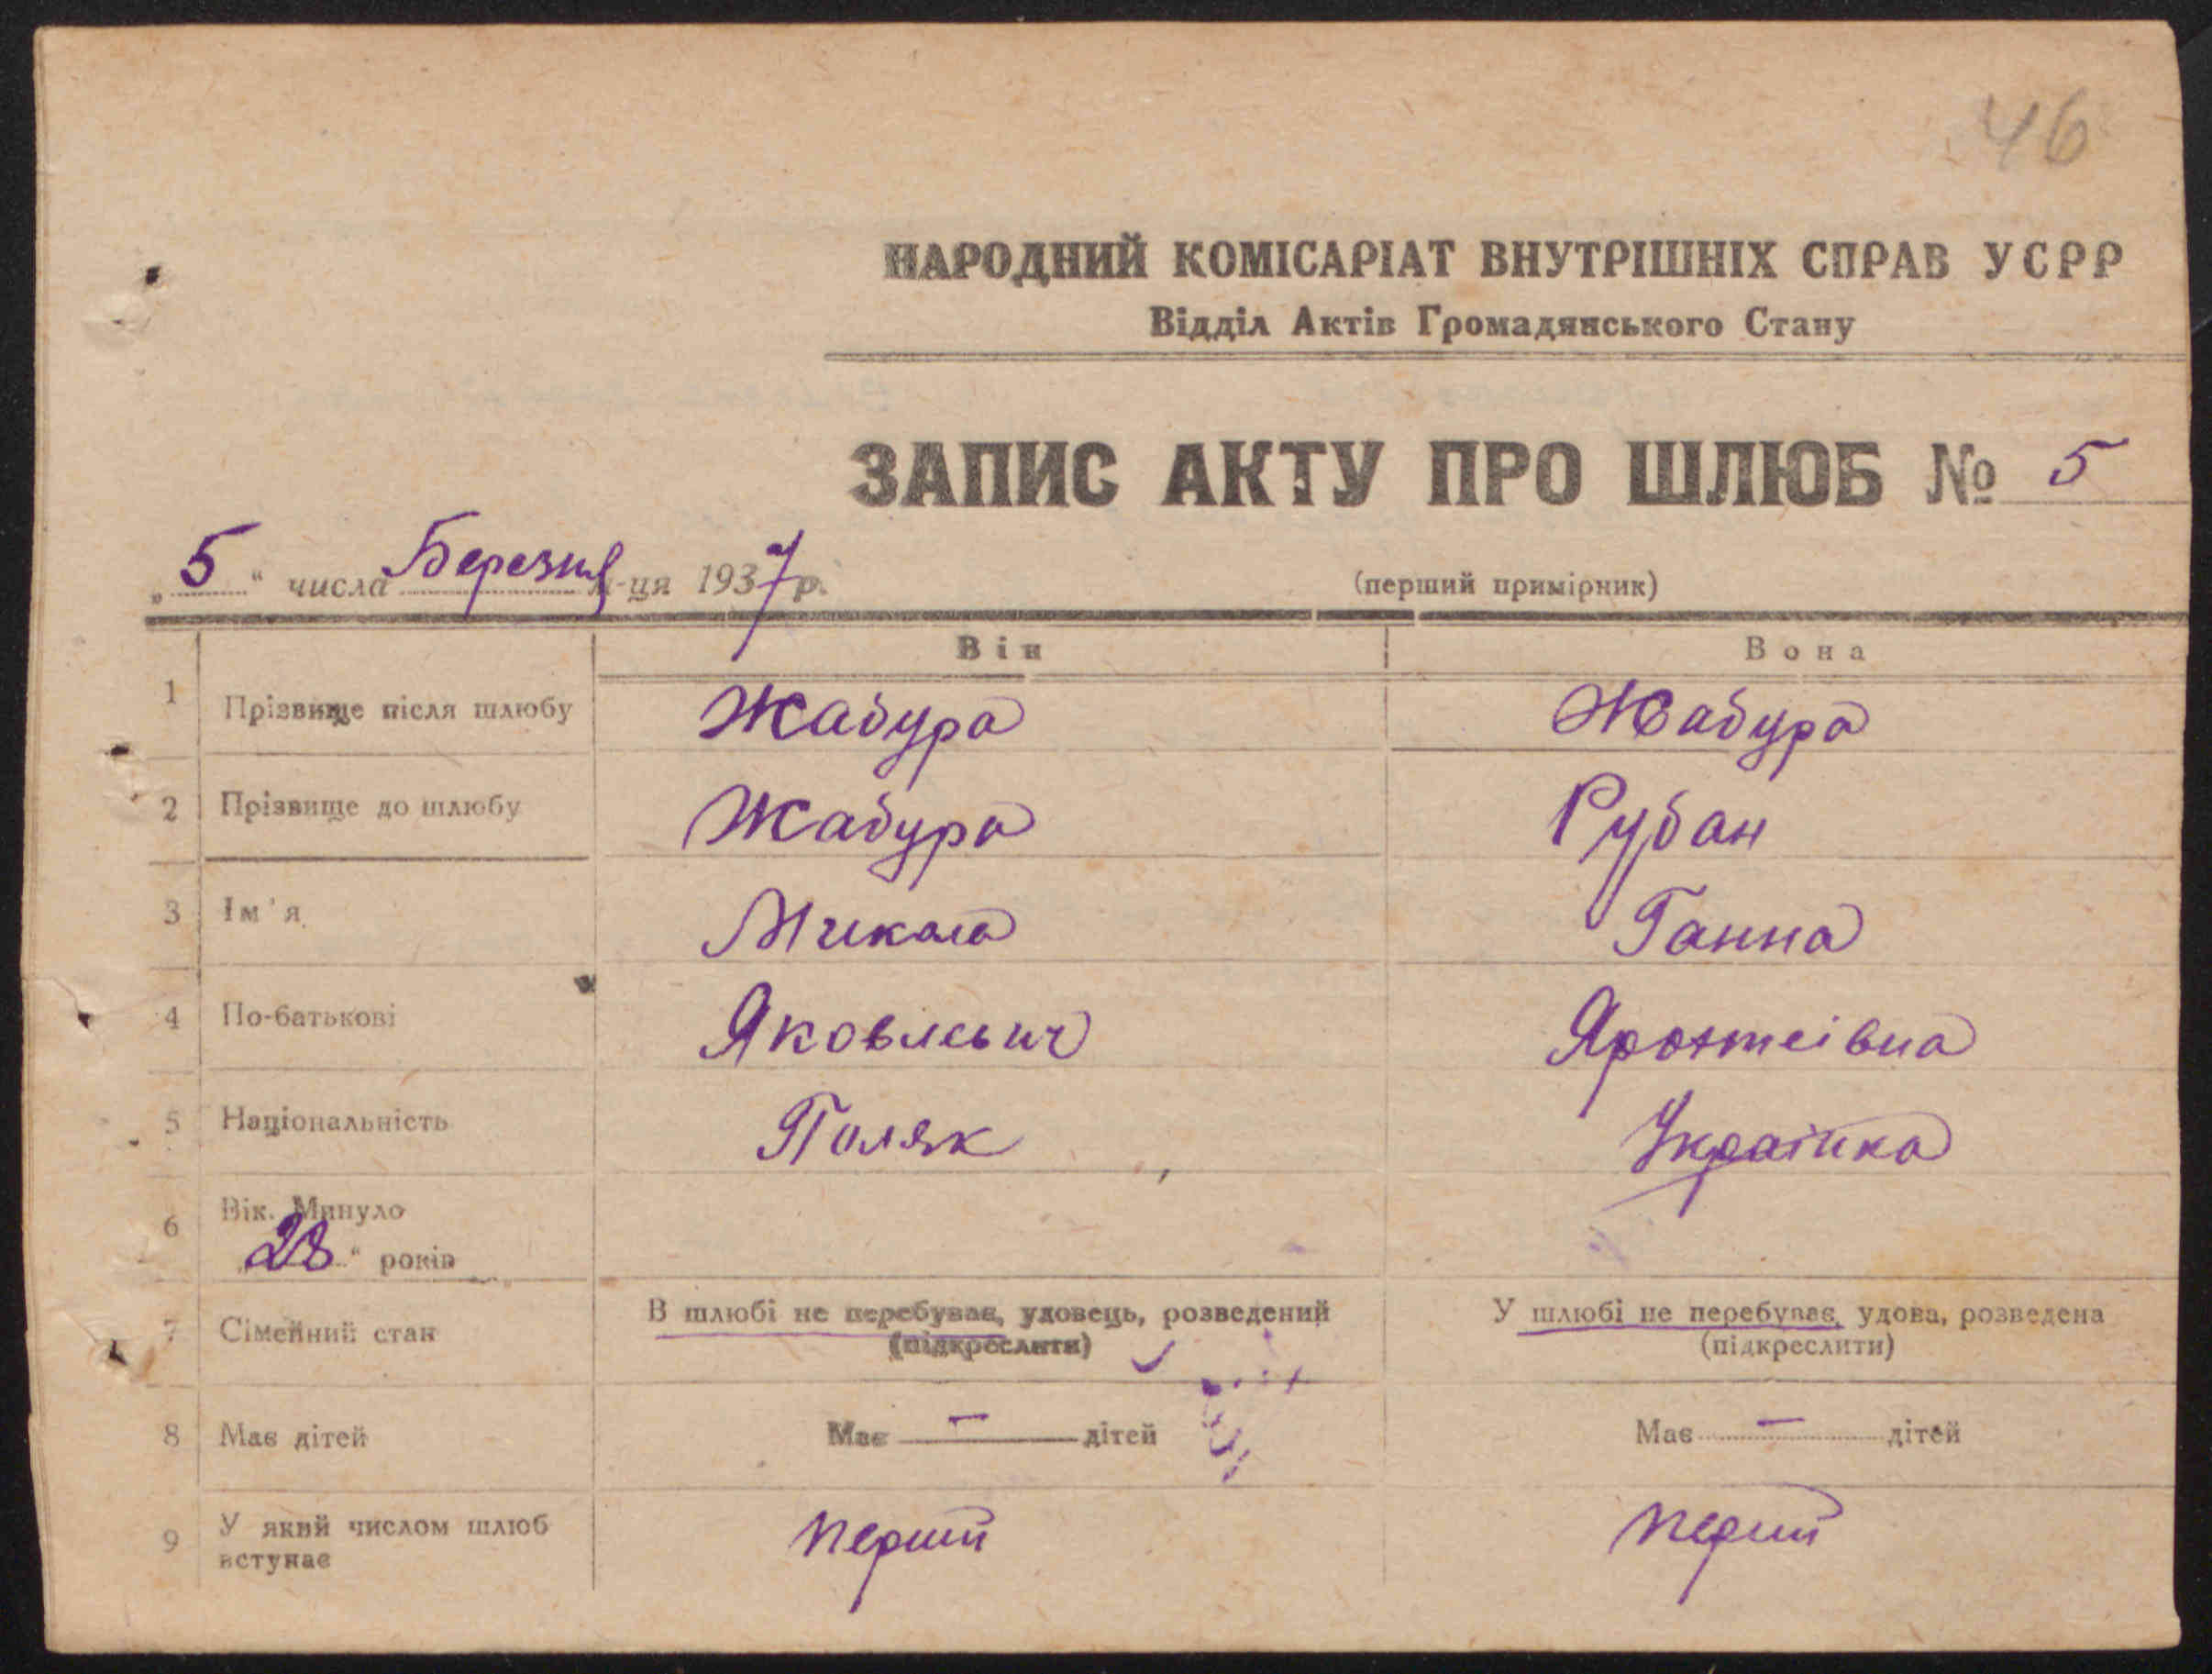 46
НАРОДНИЙ КОМІСАРІАТ ВНУТРІШНІХ СПРАВ УСРР
Відділ Актів Громадянського Стану
ЗАПИС АКТУ ПРО ШЛЮБ № 5
„5“ числа Березня м-ця 1937 р.
(перший примірник)
Він Вона
1 Прізвище після шлюбу Жабура Жабура
2 Прізвище до шлюбу Жабура Рубан
3 Ім'я Микола Ганна
4 По-батькові Яковлевич
5 Національність Поляк Українка
6 Вік. Минуло
„28“ років
7 Сімейний стан В шлюбі не перебуває, удовець, розведений У шлюбі не перебуває, удова, розведена
(підкреслити) (підкреслити)
8 Має дітей Має — дітей Має — дітей
9 У який числом шлюб
вступає перший перший